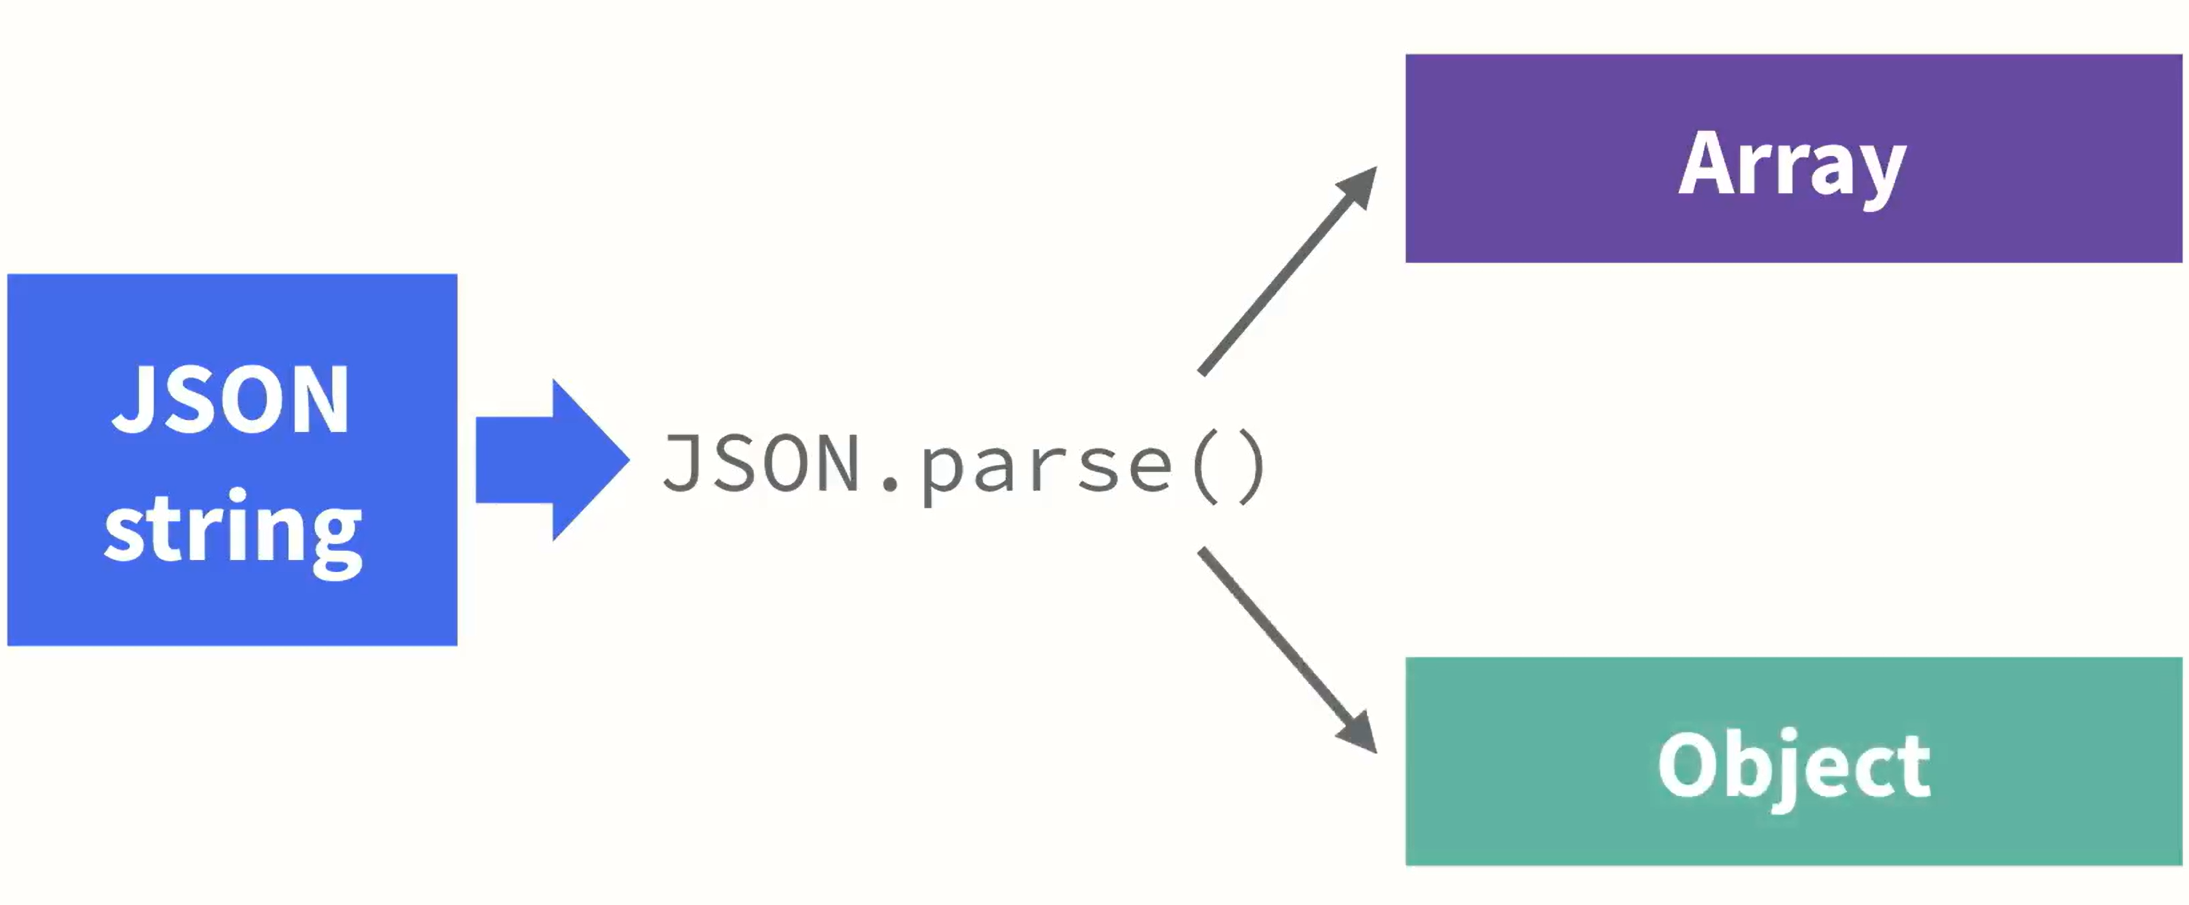 JSON
string
JSON.parse()
Array
Object